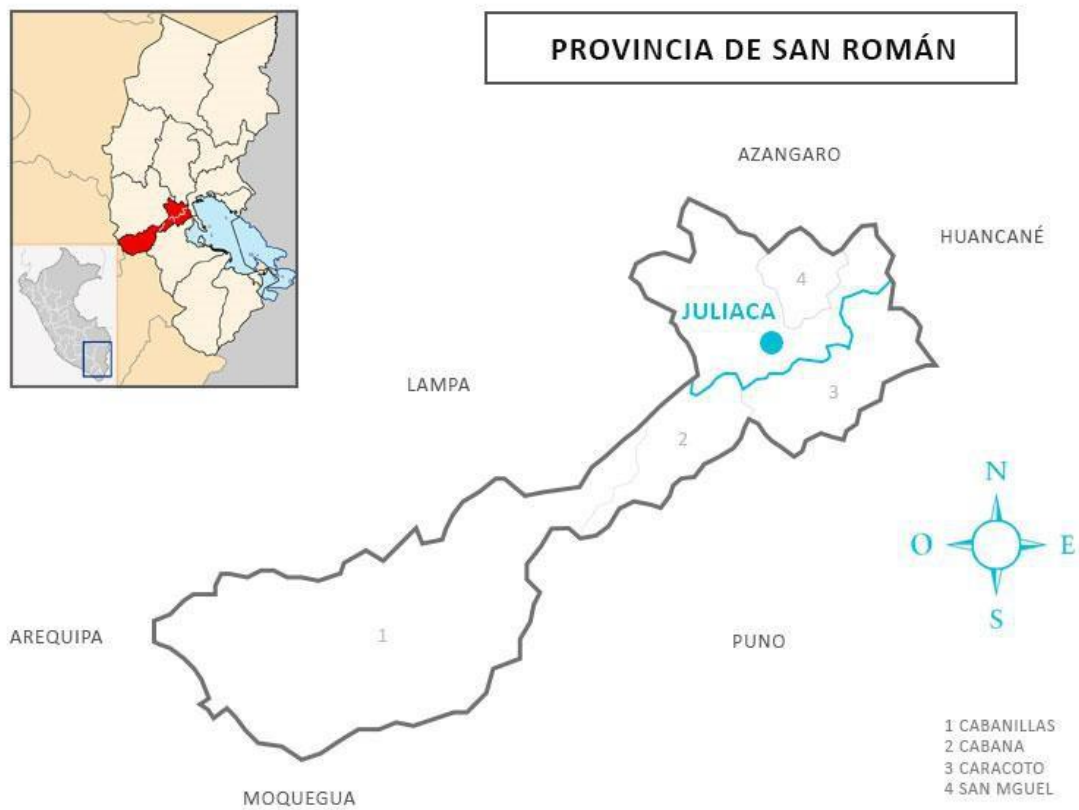 PROVINCIA DE SAN ROMÁN
AZANGARO
HUANCANÉ
4
JULIACA
LAMPA
3
2
N
O
E
S
AREQUIPA
1
PUNO
MOQUEGUA
1 CABANILLAS
2 CABANA
3 CARACOTO
4 SAN MGUEL